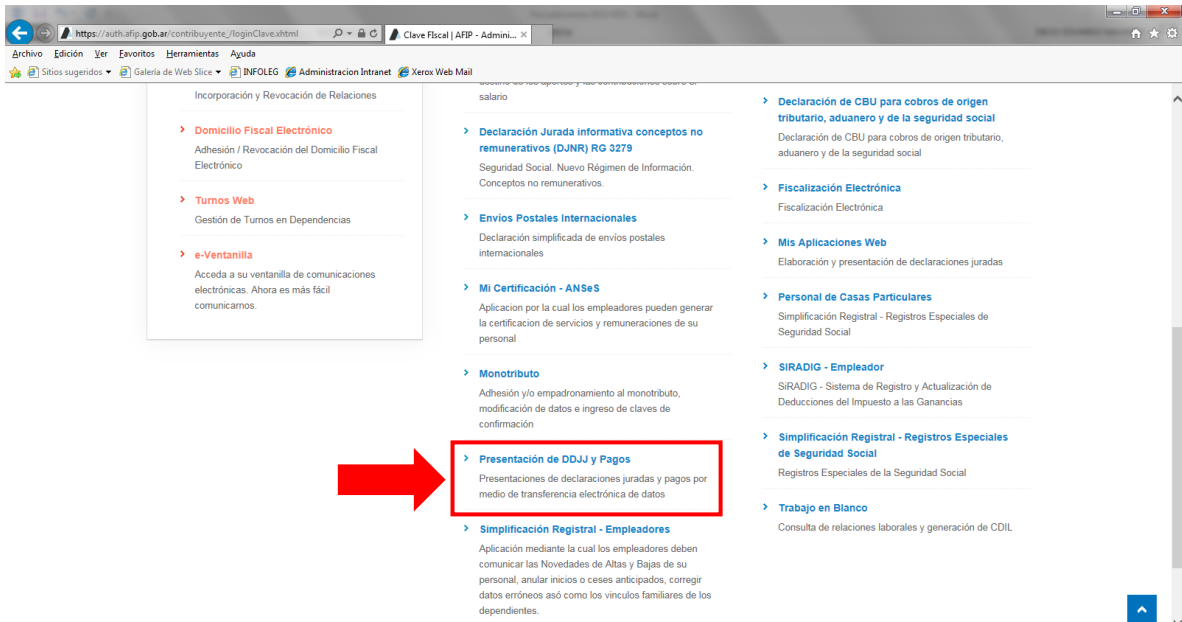 https://auth.afip.gob.ar/contribuyente_/loginClave.xhtml
Clave Fiscal | AFIP - Admini...
Archivo Edición Ver Favoritos Herramientas Ayuda
Sitios sugeridos Galería de Web Slice INFOLEG Administracion Intranet Xerox Web Mail
Incorporación y Revocación de Relaciones
Domicilio Fiscal Electrónico
Adhesión / Revocación del Domicilio Fiscal
Electrónico
Turnos Web
Gestión de Turnos en Dependencias
e-Ventanilla
Acceda a su ventanilla de comunicaciones
electrónicas. Ahora es más fácil
comunicarnos.
destino de los aportes y las contribuciones sobre el
salario
Declaración Jurada informativa conceptos no
remunerativos (DJNR) RG 3279
Seguridad Social. Nuevo Régimen de Información.
Conceptos no remunerativos.
Envíos Postales Internacionales
Declaración simplificada de envíos postales
internacionales
Mi Certificación - ANSeS
Aplicacion por la cual los empleadores pueden generar
la certificacion de servicios y remuneraciones de su
personal
Monotributo
Adhesión y/o empadronamiento al monotributo,
modificación de datos e ingreso de claves de
confirmación
Presentación de DDJJ y Pagos
Presentaciones de declaraciones juradas y pagos por
medio de transferencia electrónica de datos
Simplificación Registral - Empleadores
Aplicación mediante la cual los empleadores deben
comunicar las Novedades de Altas y Bajas de su
personal, anular inicios o ceses anticipados, corregir
datos erróneos asó como los vinculos familiares de los
dependientes.
Declaración de CBU para cobros de origen
tributario, aduanero y de la seguridad social
Declaración de CBU para cobros de origen tributario,
aduanero y de la seguridad social
Fiscalización Electrónica
Fiscalización Electrónica
Mis Aplicaciones Web
Elaboración y presentación de declaraciones juradas
Personal de Casas Particulares
Simplificación Registral - Registros Especiales de
Seguridad Social
SIRADIG - Empleador
SiRADIG - Sistema de Registro y Actualización de
Deducciones del Impuesto a las Ganancias
Simplificación Registral - Registros Especiales
de Seguridad Social
Registros Especiales de la Seguridad Social
Trabajo en Blanco
Consulta de relaciones laborales y generación de CDIL